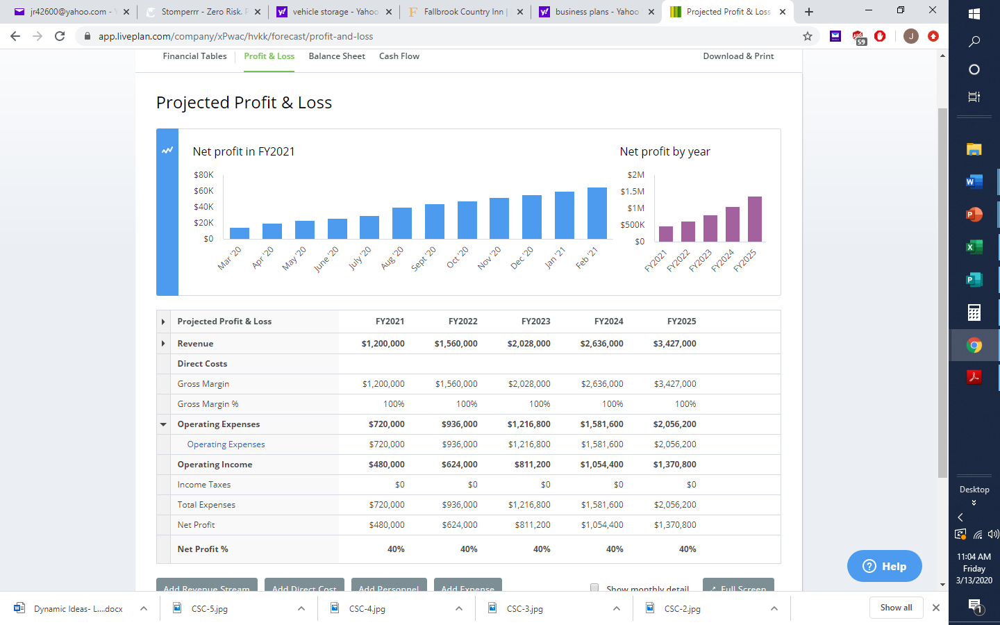 jr42600@yahoo.com -
Stomperrr - Zero Risk.
vehicle storage - Yahoo
Fallbrook Country Inn |
business plans - Yahoo
Projected Profit & Loss
app.liveplan.com/company/xPwac/hvkk/forecast/profit-and-loss
59
J
Financial Tables Profit & Loss Balance Sheet Cash Flow Download & Print
Projected Profit & Loss
Net profit in FY2021
$80K
$60K
$40K
$20K
$0
Mar '20 Apr '20 May '20 June '20 July '20 Aug '20 Sept '20 Oct '20 Nov '20 Dec '20 Jan '21 Feb '21
Net profit by year
$2M
$1.5M
$1M
$500K
$0
FY2021 FY2022 FY2023 FY2024 FY2025
Projected Profit & Loss FY2021 FY2022 FY2023 FY2024 FY2025
Revenue $1,200,000 $1,560,000 $2,028,000 $2,636,000 $3,427,000
Direct Costs
Gross Margin $1,200,000 $1,560,000 $2,028,000 $2,636,000 $3,427,000
Gross Margin % 100% 100% 100% 100% 100%
Operating Expenses $720,000 $936,000 $1,216,800 $1,581,600 $2,056,200
Operating Expenses $720,000 $936,000 $1,216,800 $1,581,600 $2,056,200
Operating Income $480,000 $624,000 $811,200 $1,054,400 $1,370,800
Income Taxes $0 $0 $0 $0 $0
Total Expenses $720,000 $936,000 $1,216,800 $1,581,600 $2,056,200
Net Profit $480,000 $624,000 $811,200 $1,054,400 $1,370,800
Net Profit % 40% 40% 40% 40% 40%
Add Revenue Stream Add Direct Cost Add Personnel Add Expense Show monthly detail Full Screen
Help
Dynamic Ideas- L....docx CSC-5.jpg CSC-4.jpg CSC-3.jpg CSC-2.jpg Show all
Desktop
11:04 AM
Friday
3/13/2020
1